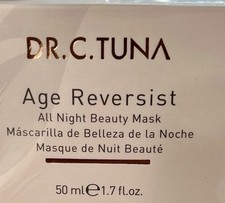 DR.C.TUNA
Age Reversist
All Night Beauty Mask
Máscarilla de Belleza de la Noche
Masque de Nuit Beauté
50 ml℮1.7 fl.oz.